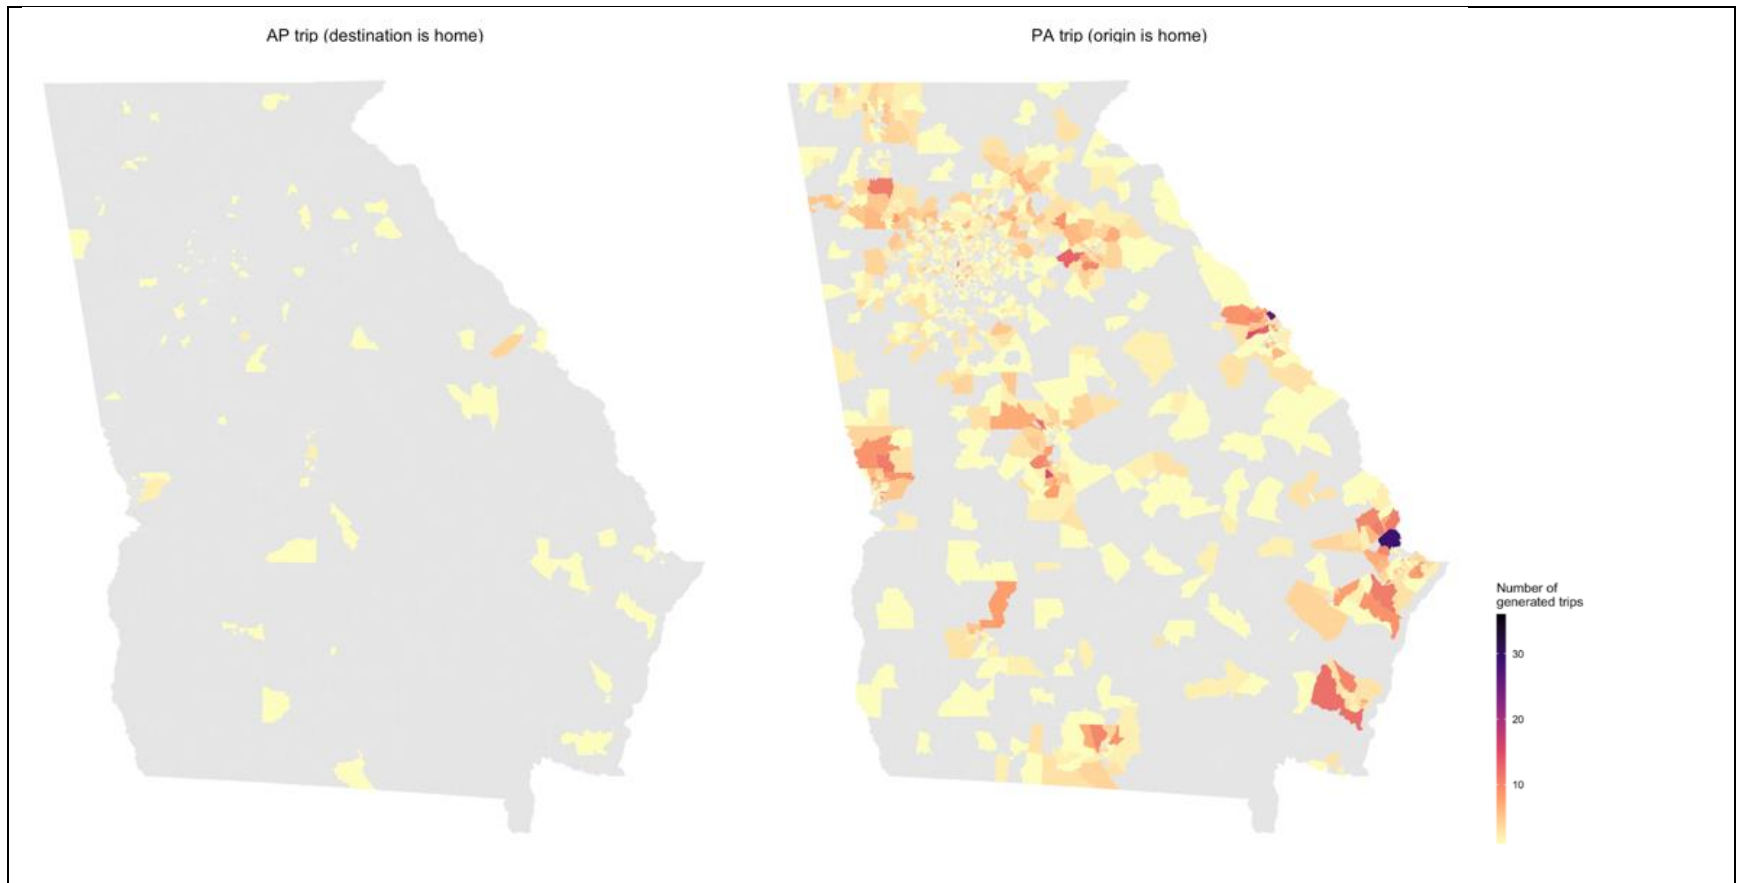 AP trip (destination is home)
PA trip (origin is home)
Number of
generated trips
30
20
10